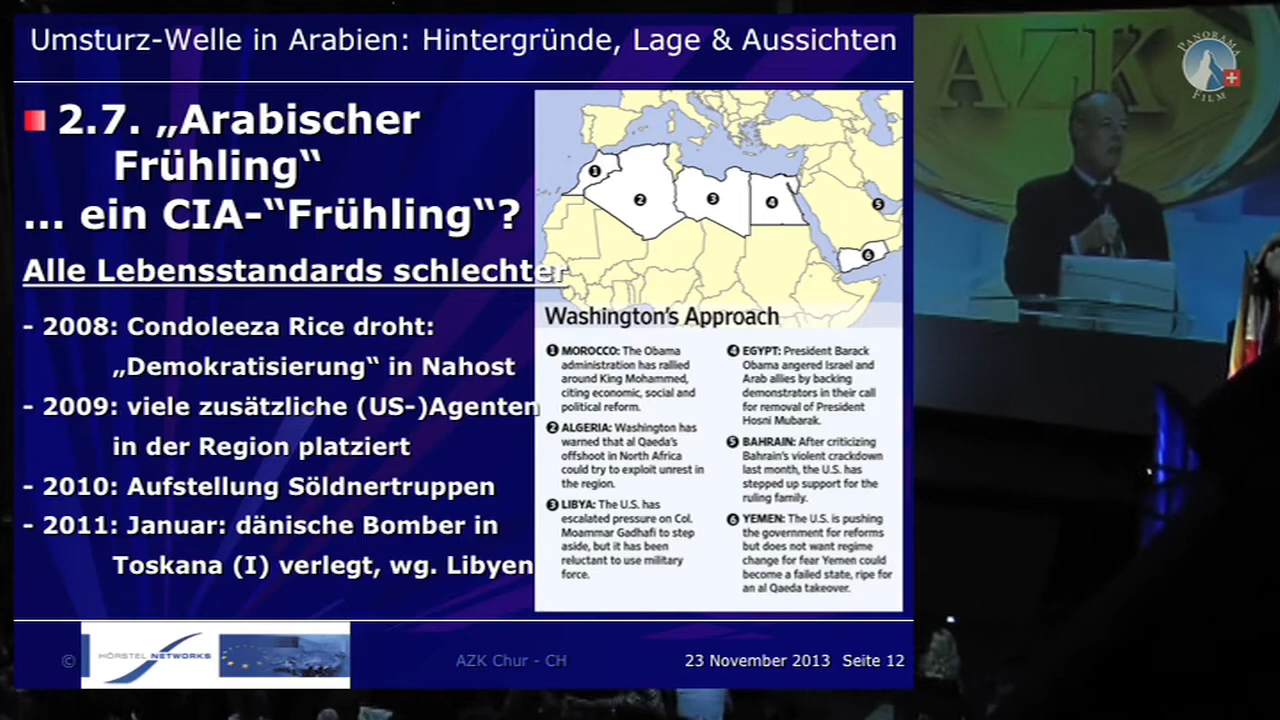 Umsturz-Welle in Arabien: Hintergründe, Lage & Aussichten
2.7. „Arabischer
Frühling“
... ein CIA-“Frühling“?
Alle Lebensstandards schlechter
- 2008: Condoleeza Rice droht:
„Demokratisierung“ in Nahost
- 2009: viele zusätzliche (US-)Agenten
in der Region platziert
- 2010: Aufstellung Söldnertruppen
- 2011: Januar: dänische Bomber in
Toskana (I) verlegt, wg. Libyen
1
2
3
4
5
6
Washington's Approach
1 MOROCCO: The Obama
administration has rallied
around King Mohammed,
citing economic, social and
political reform.
2 ALGERIA: Washington has
warned that al Qaeda's
offshoot in North Africa
could try to exploit unrest in
the region.
3 LIBYA: The U.S. has
escalated pressure on Col.
Moammar Gadhafi to step
aside, but it has been
reluctant to use military
force.
4 EGYPT: President Barack
Obama angered Israel and
Arab allies by backing
demonstrators in their call
for removal of President
Hosni Mubarak.
5 BAHRAIN: After criticizing
Bahrain's violent crackdown
last month, the U.S. has
stepped up support for the
ruling family.
6 YEMEN: The U.S. is pushing
the government for reforms
but does not want regime
change for fear Yemen could
become a failed state, ripe for
an al Qaeda takeover.
©
HÖRSTEL NETWORKS
AZK Chur - CH
23 November 2013 Seite 12
AZK
PANORAMA
FILM